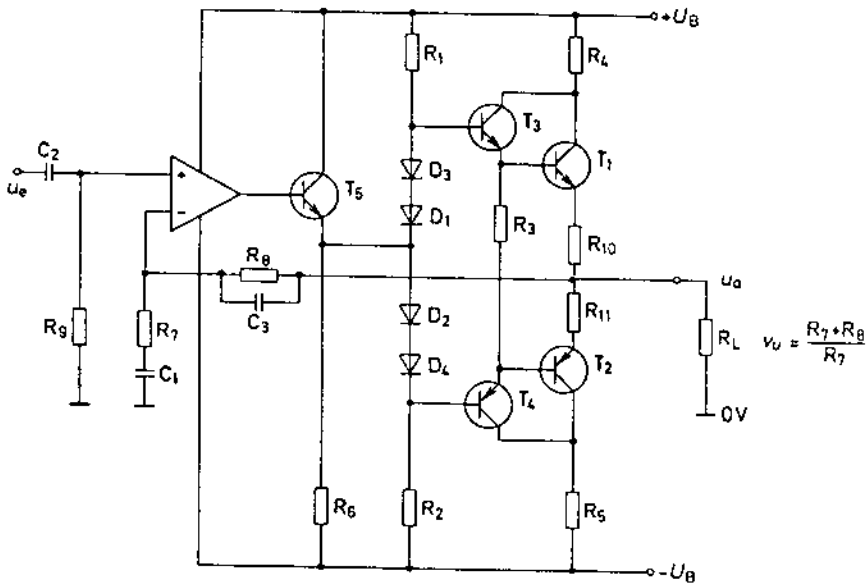 +U_B
R_1
R_4
T_3
C_2
T_1
D_3
u_e
+
T_5
-
D_1
R_3
R_10
R_8
u_a
C_3
R_9
R_7
D_2
R_11
R_L
v_u = (R_7+R_8)/R_7
C_1
D_4
T_2
T_4
0V
R_6
R_2
R_5
-U_B